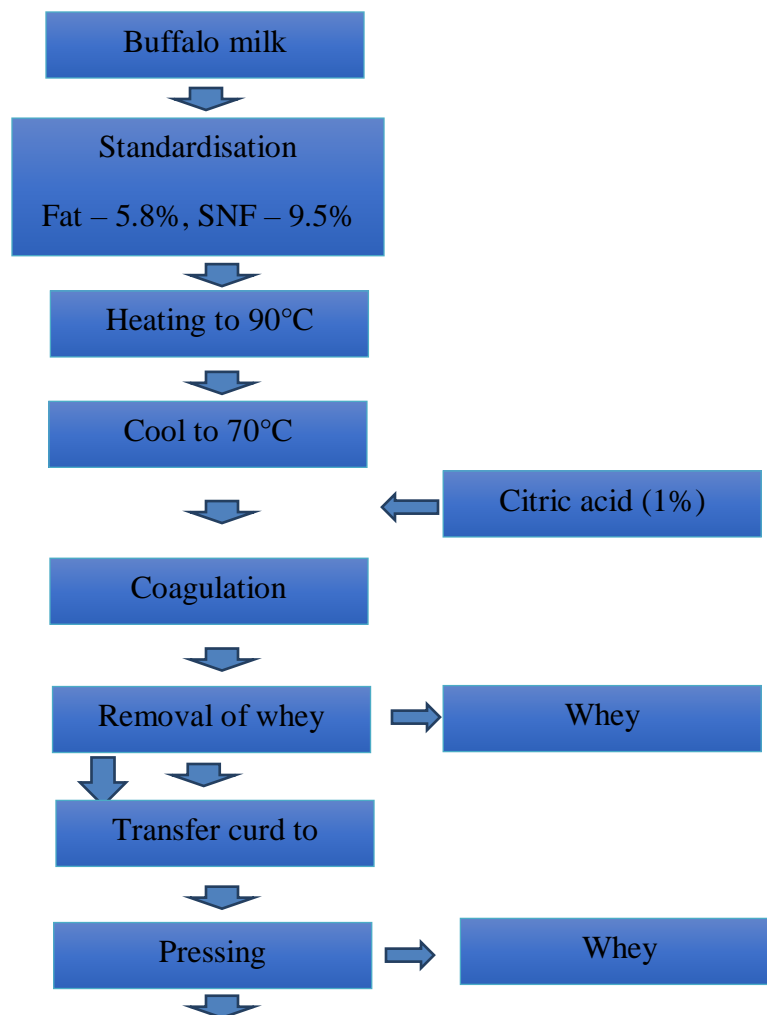 Buffalo milk
Standardisation
Fat – 5.8%, SNF – 9.5%
Heating to 90°C
Cool to 70°C
Citric acid (1%)
Coagulation
Removal of whey
Whey
Transfer curd to
Pressing
Whey